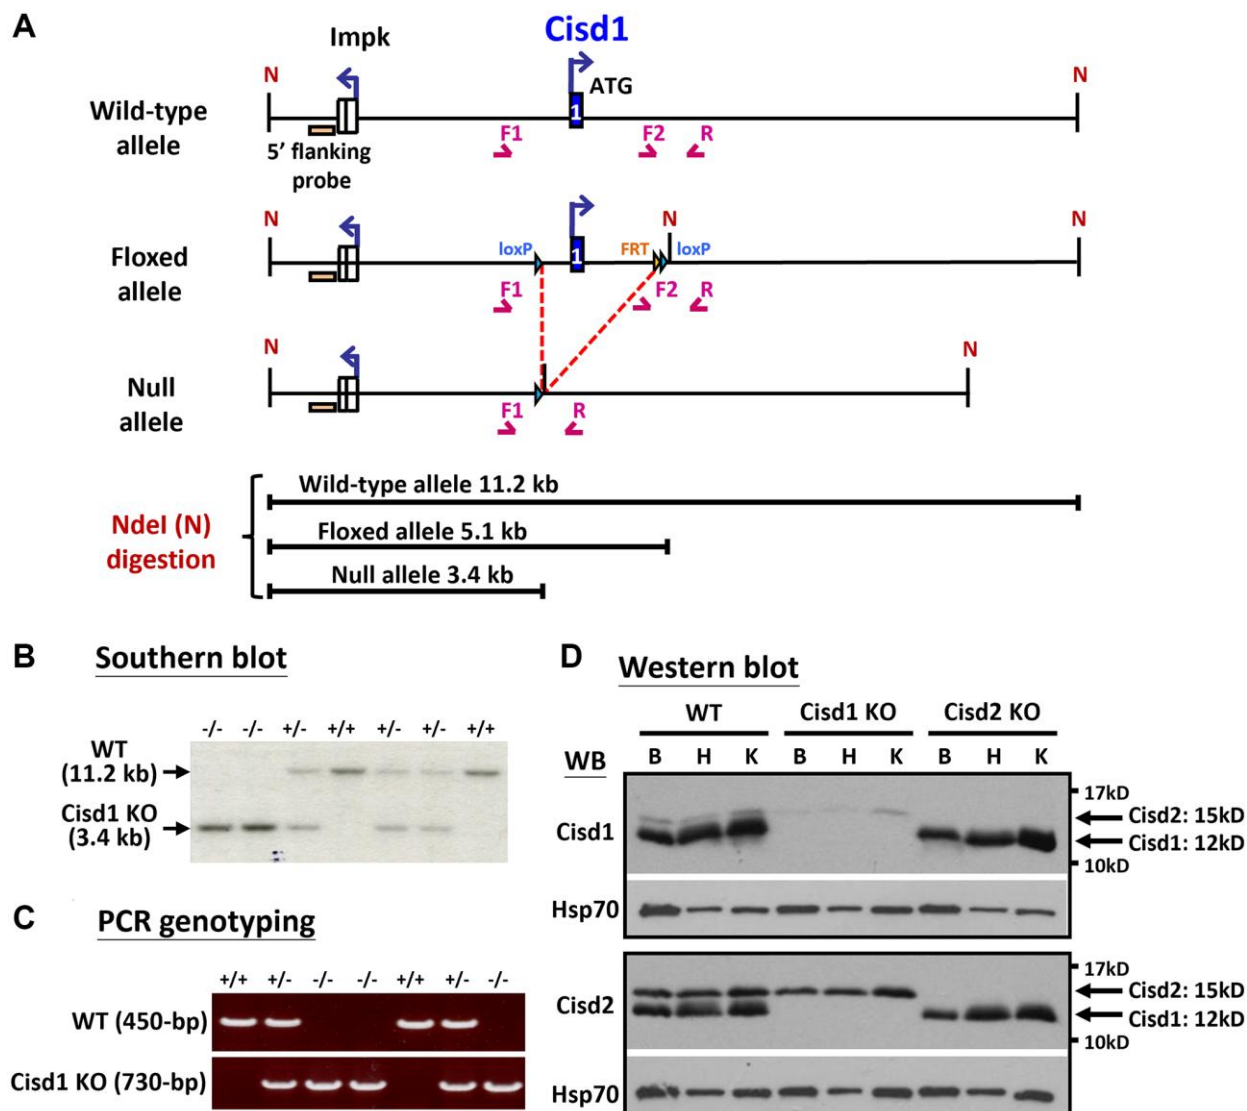 A
Impk
Cisd1
N
ATG
N
Wild-type
allele
1
F1
F2
R
5' flanking
probe
N
N
N
Floxed
allele
loxP
1
FRT
loxP
F1
F2
R
N
N
Null
allele
F1
R
NdeI (N)
digestion
Wild-type allele 11.2 kb
Floxed allele 5.1 kb
Null allele 3.4 kb
B
Southern blot
-/- -/- +/- +/+ +/- +/- +/+
WT
(11.2 kb)
Cisd1 KO
(3.4 kb)
C
PCR genotyping
+/+ +/- -/- -/- +/+ +/- -/-
WT (450-bp)
Cisd1 KO (730-bp)
D
Western blot
WT Cisd1 KO Cisd2 KO
WB B H K B H K B H K
Cisd1
17kD
Cisd2: 15kD
Cisd1: 12kD
10kD
Hsp70
Cisd2
17kD
Cisd2: 15kD
Cisd1: 12kD
10kD
Hsp70